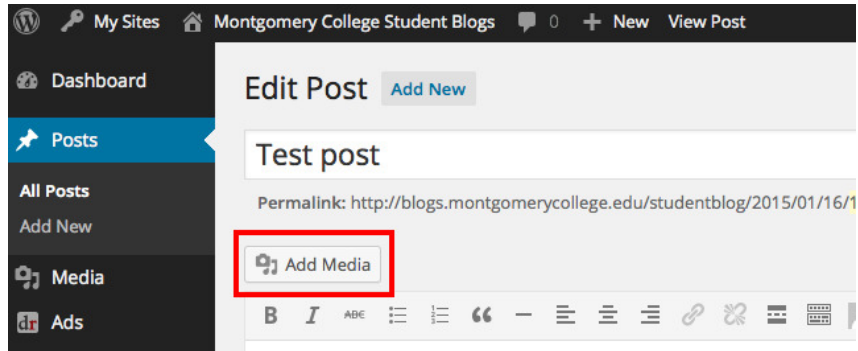 My Sites Montgomery College Student Blogs 0 + New View Post
Dashboard
Edit Post Add New
Posts
Test post
All Posts
Permalink: http://blogs.montgomerycollege.edu/studentblog/2015/01/16/1
Add New
Add Media
Media
B I ABC
Ads